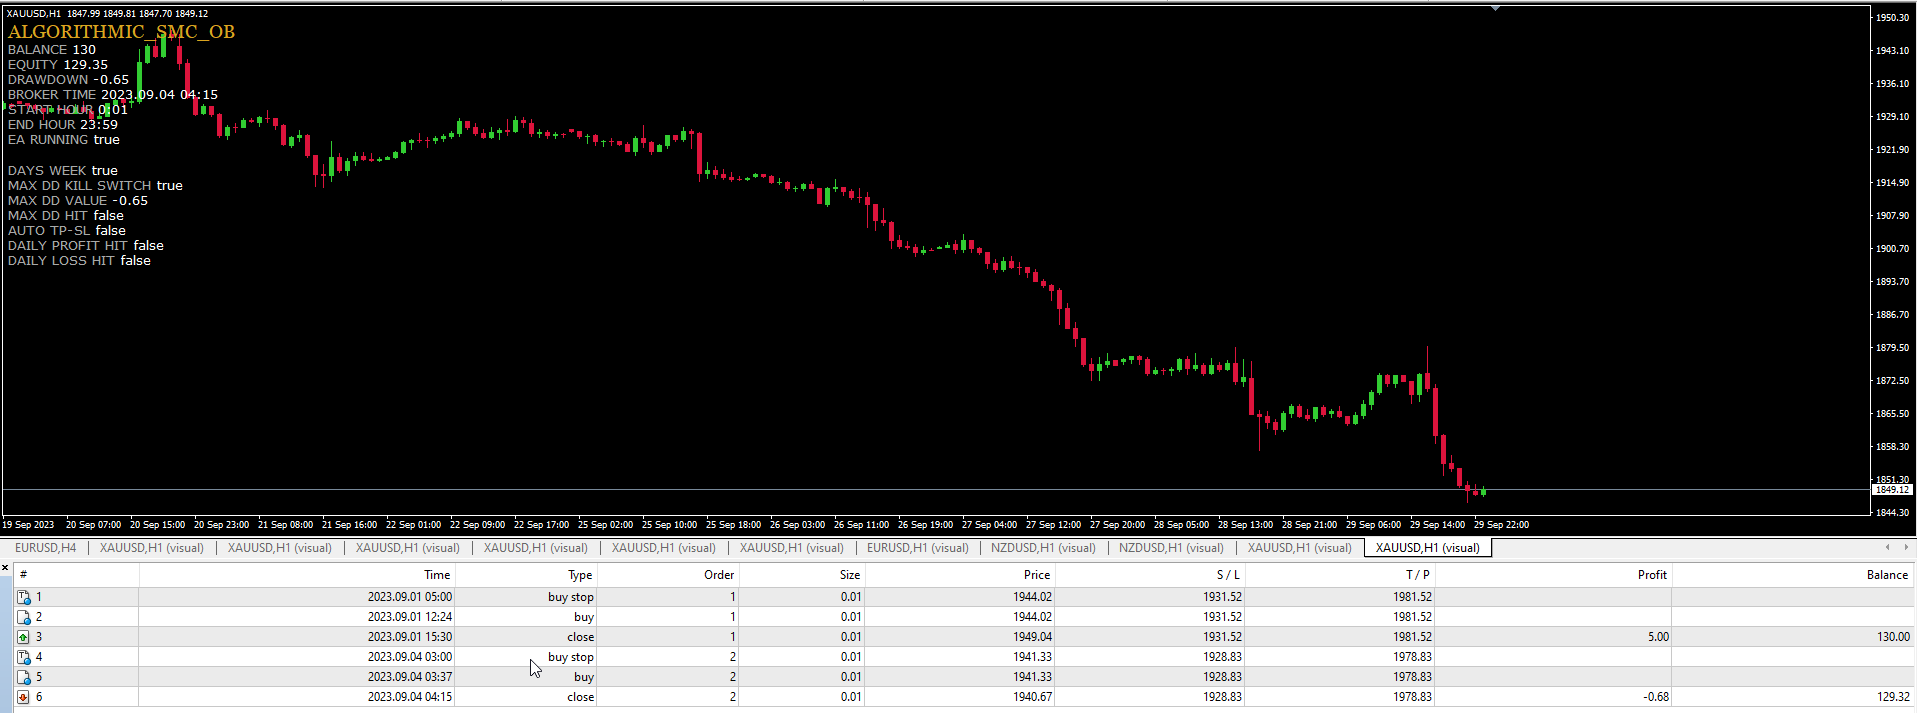 XAUUSD,H1 1847.99 1849.81 1847.70 1849.12
ALGORITHMIC_SMC_OB
BALANCE 130
EQUITY 129.35
DRAWDOWN -0.65
BROKER TIME 2023.09.04 04:15
START HOUR 0:01
END HOUR 23:59
EA RUNNING true
DAYS WEEK true
MAX DD KILL SWITCH true
MAX DD VALUE -0.65
MAX DD HIT false
AUTO TP-SL false
DAILY PROFIT HIT false
DAILY LOSS HIT false
1950.30
1943.10
1936.10
1929.10
1921.90
1914.90
1907.90
1900.70
1893.70
1886.70
1879.50
1872.50
1865.50
1858.30
1851.30
1849.12
1844.30
19 Sep 2023 20 Sep 07:00 20 Sep 15:00 20 Sep 23:00 21 Sep 08:00 21 Sep 16:00 22 Sep 01:00 22 Sep 09:00 22 Sep 17:00 25 Sep 02:00 25 Sep 10:00 25 Sep 18:00 26 Sep 03:00 26 Sep 11:00 26 Sep 19:00 27 Sep 04:00 27 Sep 12:00 27 Sep 20:00 28 Sep 05:00 28 Sep 13:00 28 Sep 21:00 29 Sep 06:00 29 Sep 14:00 29 Sep 22:00
EURUSD,H4 XAUUSD,H1 (visual) XAUUSD,H1 (visual) XAUUSD,H1 (visual) XAUUSD,H1 (visual) XAUUSD,H1 (visual) XAUUSD,H1 (visual) EURUSD,H1 (visual) NZDUSD,H1 (visual) NZDUSD,H1 (visual) XAUUSD,H1 (visual) XAUUSD,H1 (visual)
# Time Type Order Size Price S / L T / P Profit Balance
1 2023.09.01 05:00 buy stop 1 0.01 1944.02 1931.52 1981.52
2 2023.09.01 12:24 buy 1 0.01 1944.02 1931.52 1981.52
3 2023.09.01 15:30 close 1 0.01 1949.04 1931.52 1981.52 5.00 130.00
4 2023.09.04 03:00 buy stop 2 0.01 1941.33 1928.83 1978.83
5 2023.09.04 03:37 buy 2 0.01 1941.33 1928.83 1978.83
6 2023.09.04 04:15 close 2 0.01 1940.67 1928.83 1978.83 -0.68 129.32